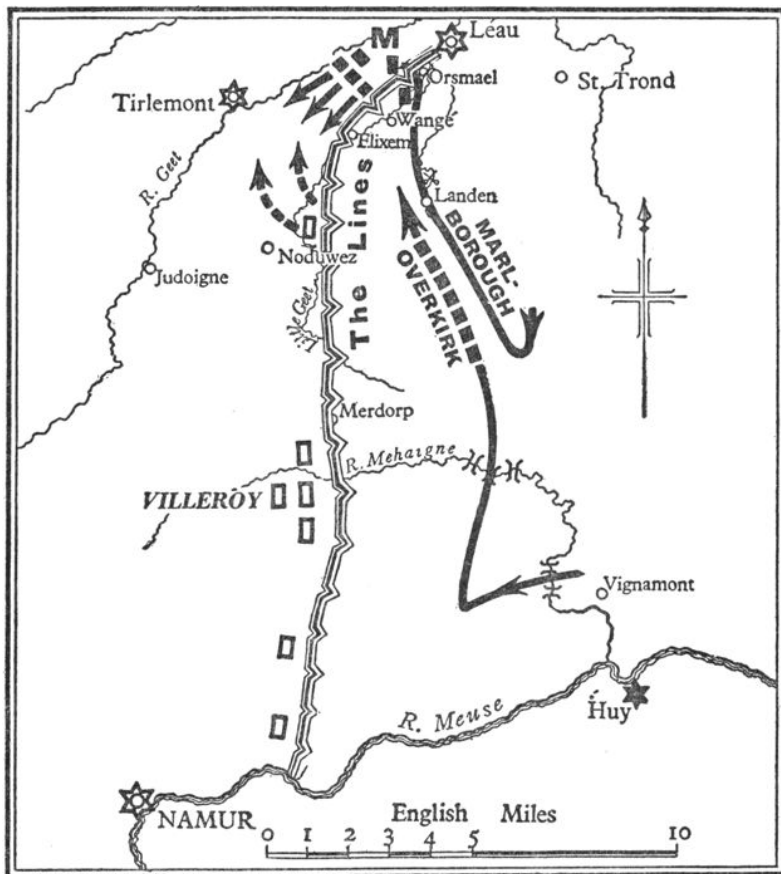 M
Léau
Orsmael
St. Trond
Tirlemont
Wangé
Elixem
R. Geet
The Lines
Landen
MARL-
BOROUGH
OVERKIRK
Noduwez
Judoigne
Little Geet
Merdorp
R. Mehaigne
VILLEROY
Vignamont
R. Meuse
Huy
NAMUR
English Miles
0 1 2 3 4 5 10